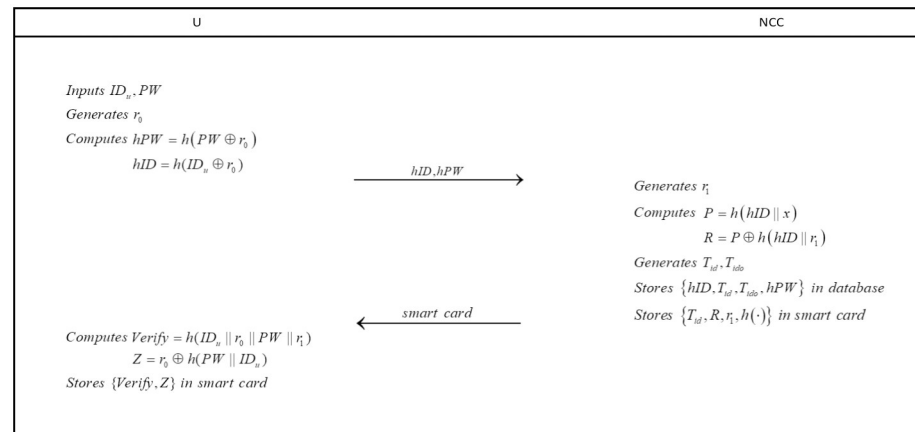 U
NCC
Inputs ID_u, PW
Generates r_0
Computes hPW = h(PW ⊕ r_0)
hID = h(ID_u ⊕ r_0)
hID, hPW
Generates r_1
Computes P = h(hID || x)
R = P ⊕ h(hID || r_1)
Generates T_id, T_ido
Stores {hID, T_id, T_ido, hPW} in database
smart card
Stores {T_id, R, r_1, h(·)} in smart card
Computes Verify = h(ID_u || r_0 || PW || r_1)
Z = r_0 ⊕ h(PW || ID_u)
Stores {Verify, Z} in smart card